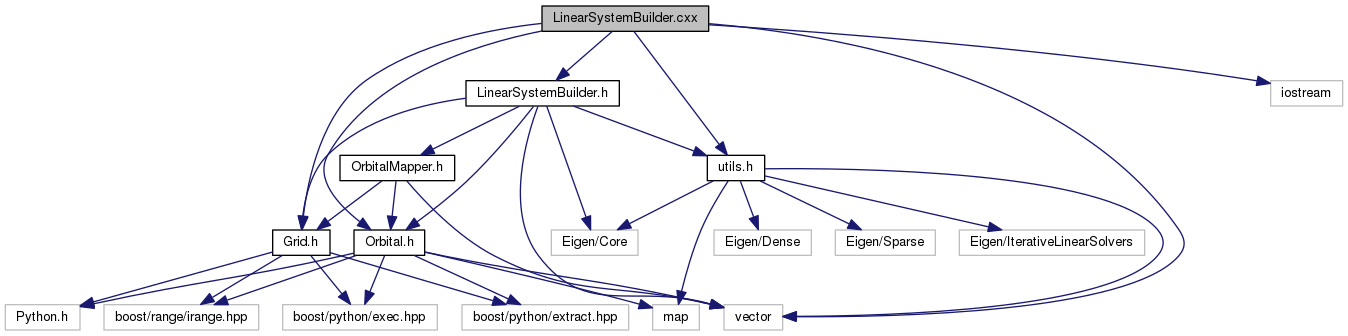 LinearSystemBuilder.cxx
LinearSystemBuilder.h
iostream
OrbitalMapper.h
utils.h
Grid.h
Orbital.h
Eigen/Core
Eigen/Dense
Eigen/Sparse
Eigen/IterativeLinearSolvers
Python.h
boost/range/irange.hpp
boost/python/exec.hpp
boost/python/extract.hpp
map
vector